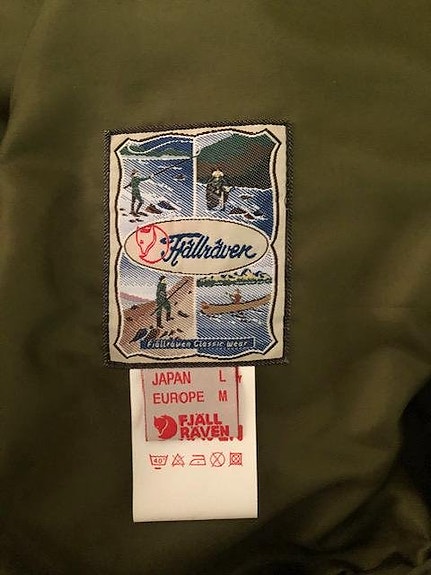 Fjällräven
Fjällräven Classic Wear
JAPAN L
EUROPE M
FJÄLL
RÄVEN
40°